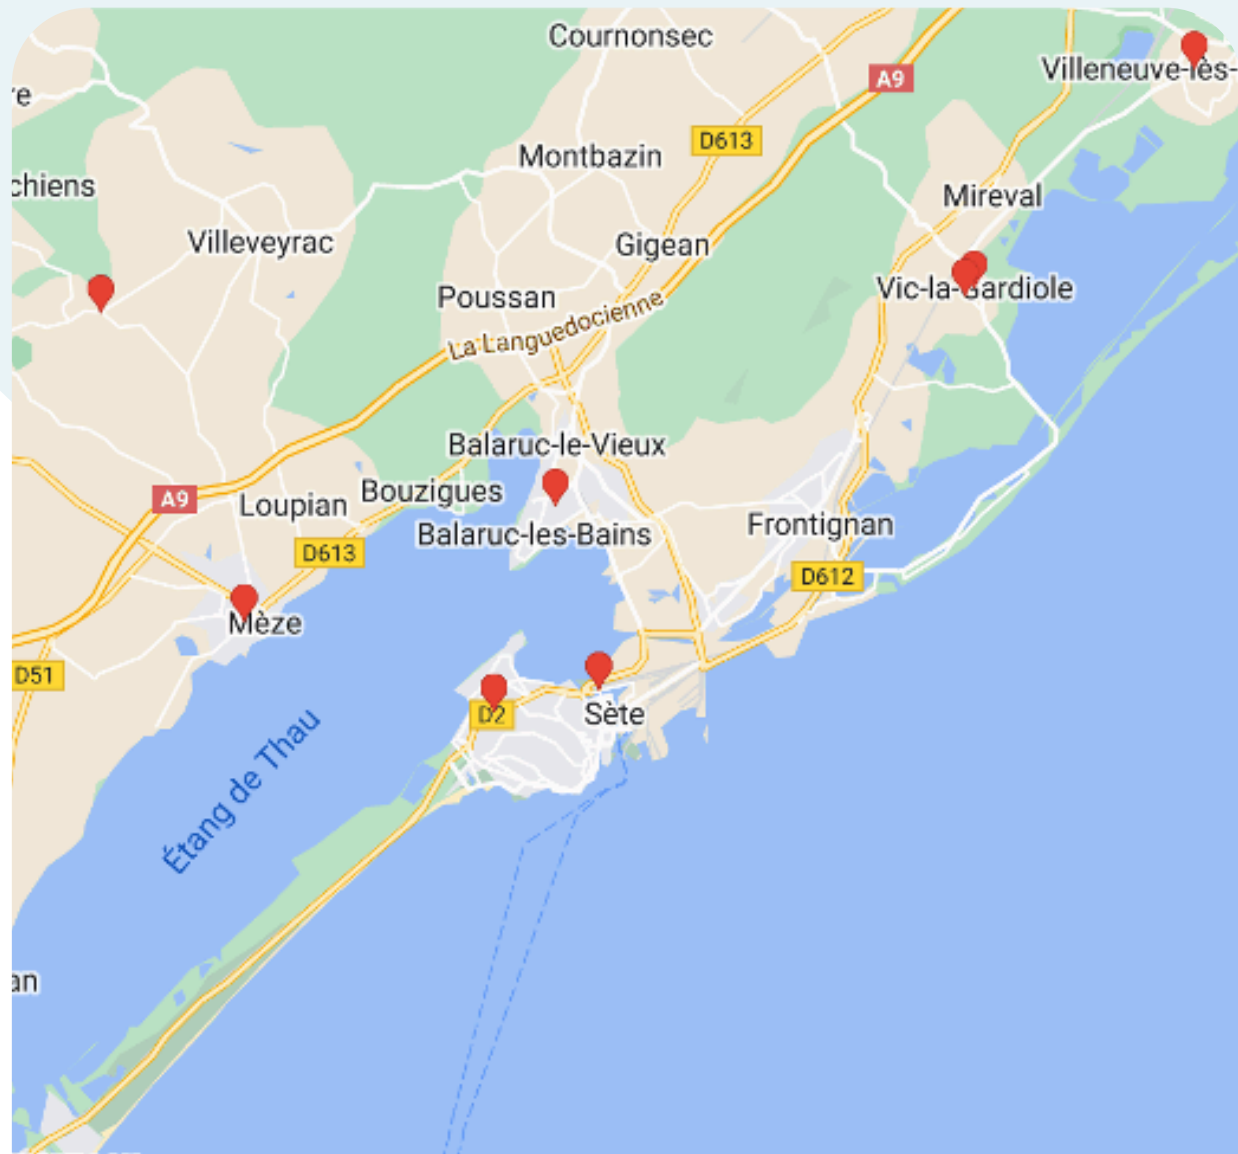 Cournonsec
A9
Villeneuve-lès-
re
D613
Montbazin
chiens
Mireval
Villeveyrac
Gigean
Vic-la-Gardiole
Poussan
La Languedocienne
Balaruc-le-Vieux
A9
Loupian
Bouzigues
Balaruc-les-Bains
Frontignan
D613
D612
Mèze
D51
D2
Sète
Étang de Thau
an